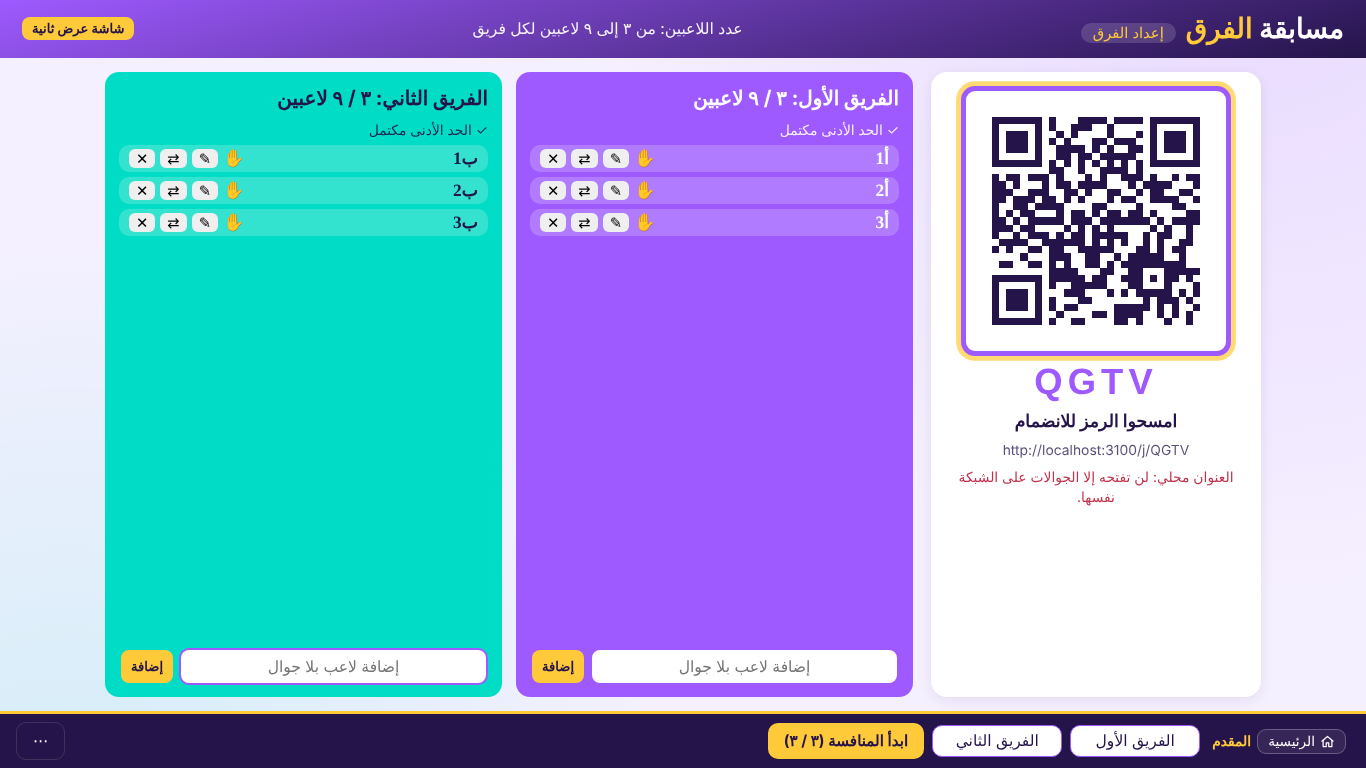 مسابقة الفرق
إعداد الفرق
عدد اللاعبين: من ٣ إلى ٩ لاعبين لكل فريق
شاشة عرض ثانية
QGTV
امسحوا الرمز للانضمام
http://localhost:3100/j/QGTV
العنوان محلي: لن تفتحه إلا الجوالات على الشبكة
نفسها.
الفريق الأول: ٣ / ٩ لاعبين
✓ الحد الأدنى مكتمل
أ1
أ2
أ3
إضافة لاعب بلا جوال
إضافة
الفريق الثاني: ٣ / ٩ لاعبين
✓ الحد الأدنى مكتمل
ب1
ب2
ب3
إضافة لاعب بلا جوال
إضافة
الرئيسية
المقدم
الفريق الأول
الفريق الثاني
ابدأ المنافسة (٣ / ٣)
⋯